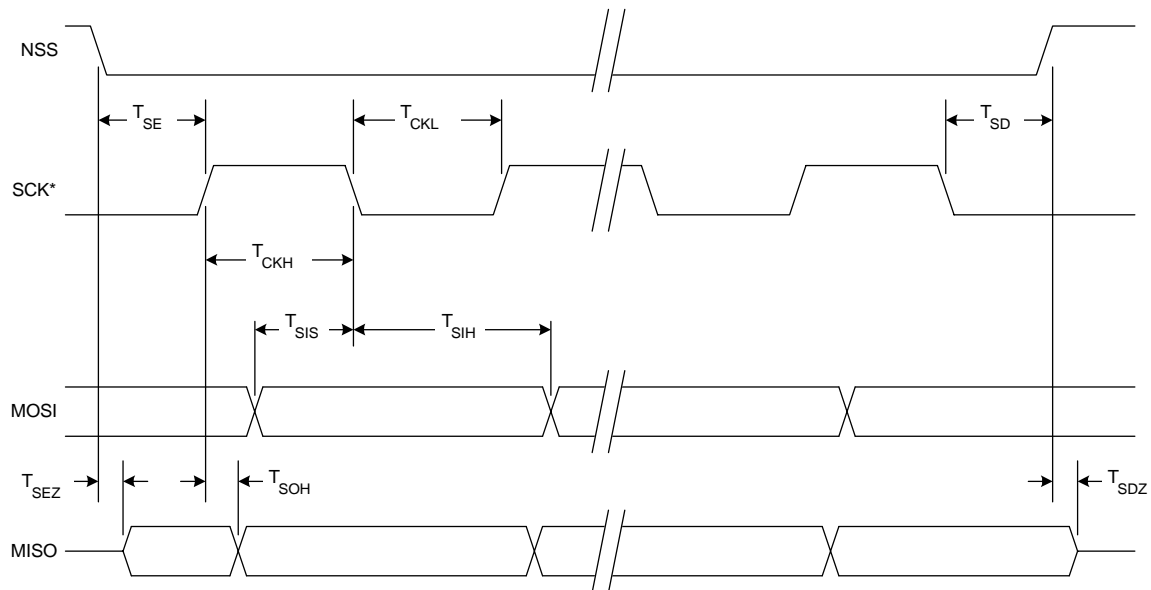 NSS
T_SE
T_CKL
T_SD
SCK*
T_CKH
T_SIS
T_SIH
MOSI
T_SEZ
T_SOH
T_SDZ
MISO